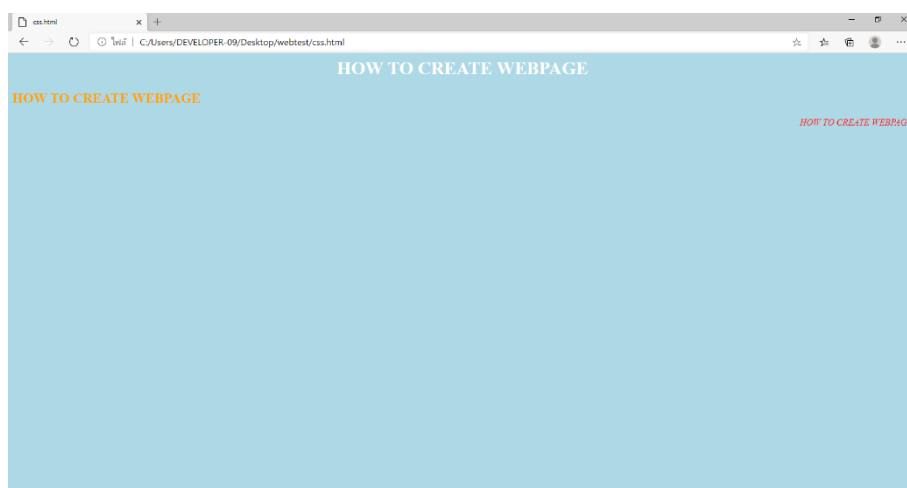 css.html
ไฟล์ | C:/Users/DEVELOPER-09/Desktop/webtest/css.html
HOW TO CREATE WEBPAGE
HOW TO CREATE WEBPAGE
HOW TO CREATE WEBPAG